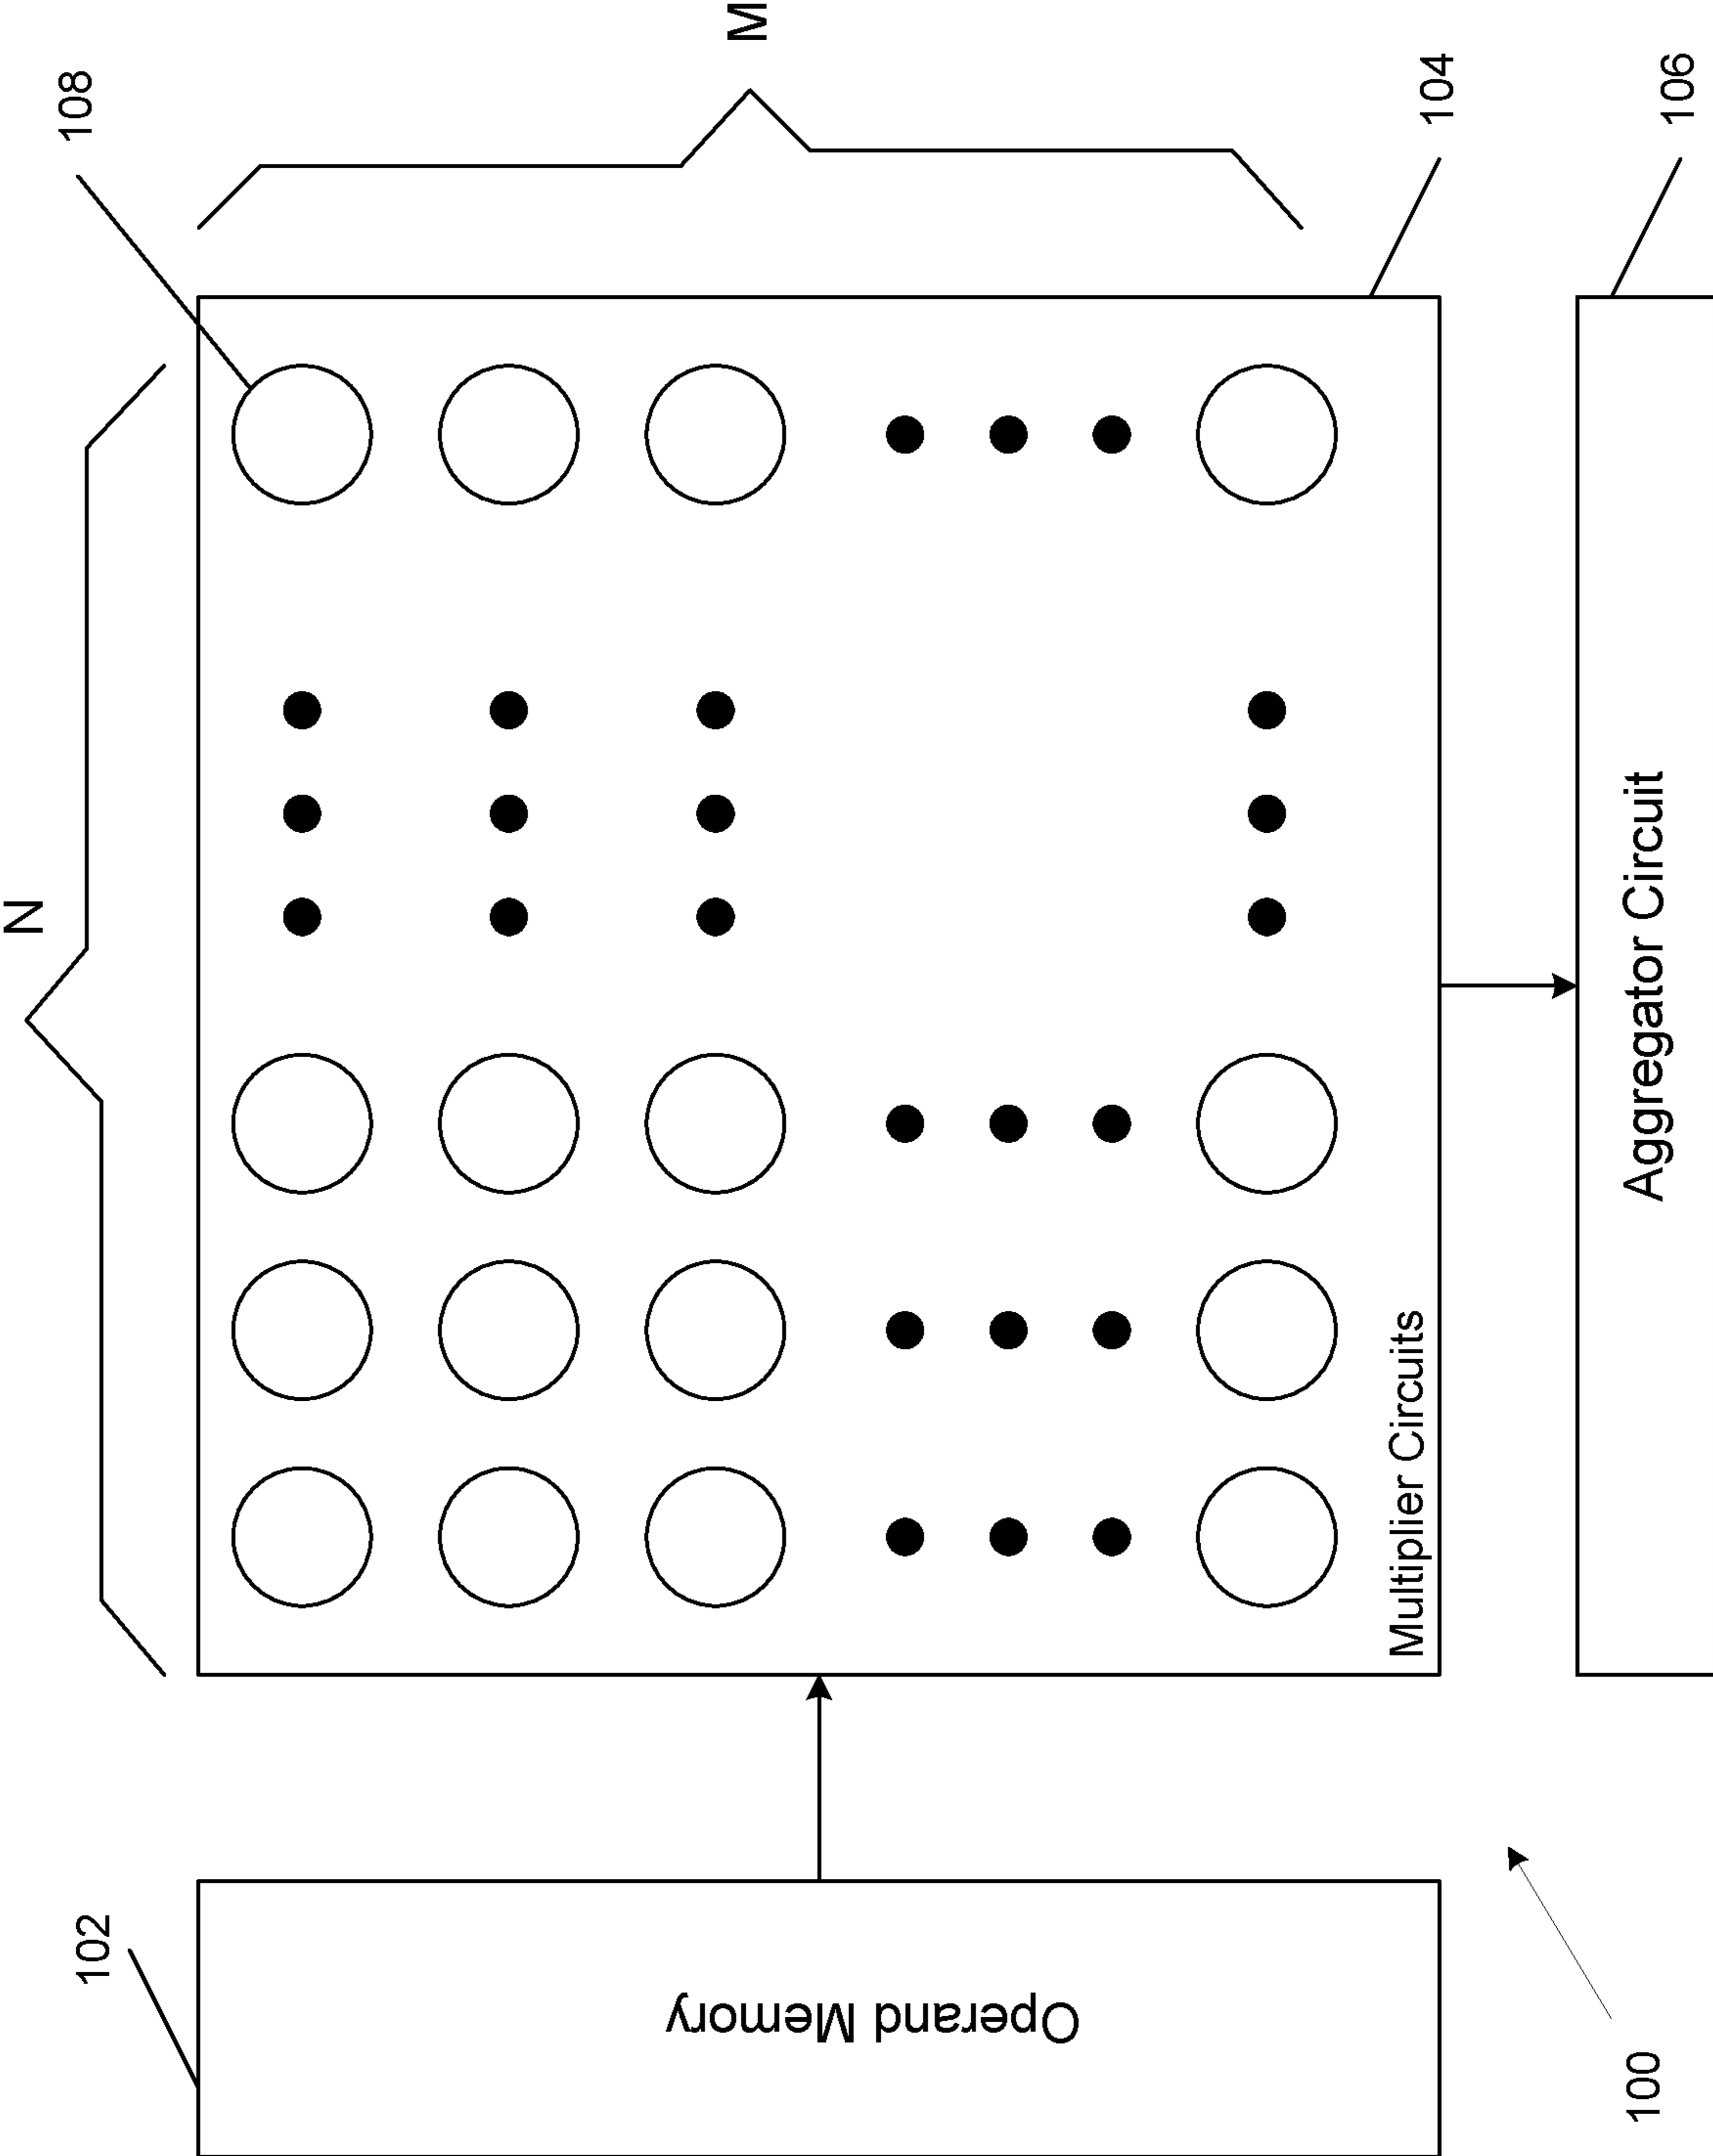 N
M
108
104
106
Multiplier Circuits
Aggregator Circuit
102
Operand Memory
100